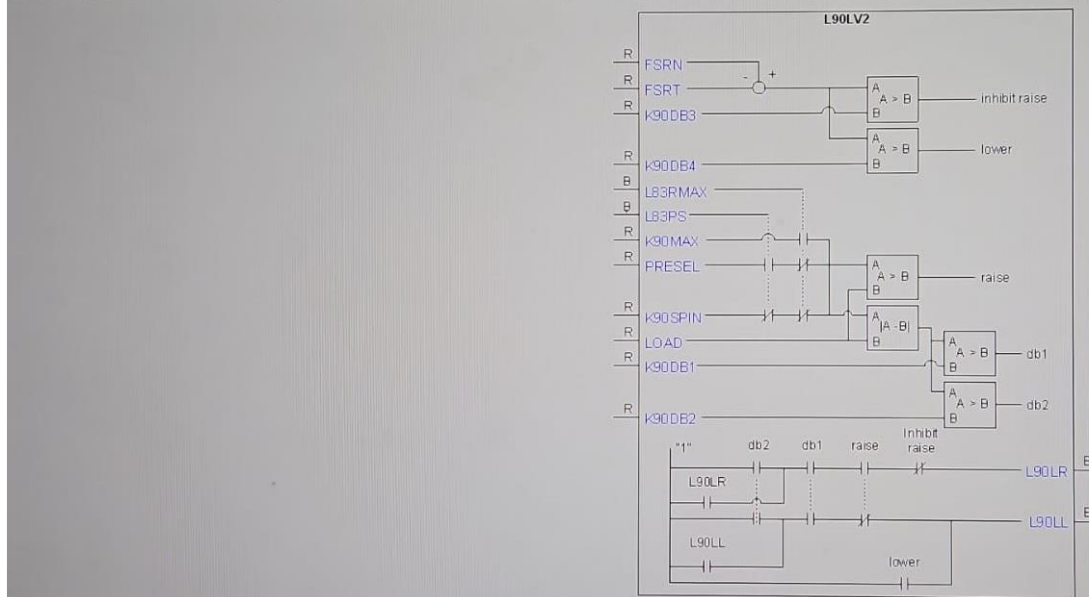 L90LV2
R
FSRN
- +
R
FSRT
A
A > B
B
inhibit raise
R
K90DB3
A
A > B
B
lower
R
K90DB4
B
L83RMAX
B
L83PS
R
K90MAX
R
PRESEL
A
A > B
B
raise
R
K90SPIN
A
|A -B|
B
R
LOAD
A
A > B
B
db1
R
K90DB1
A
A > B
B
db2
R
K90DB2
"1"
db2
db1
raise
Inhibit
raise
L90LR
L90LR
L90LL
L90LL
lower